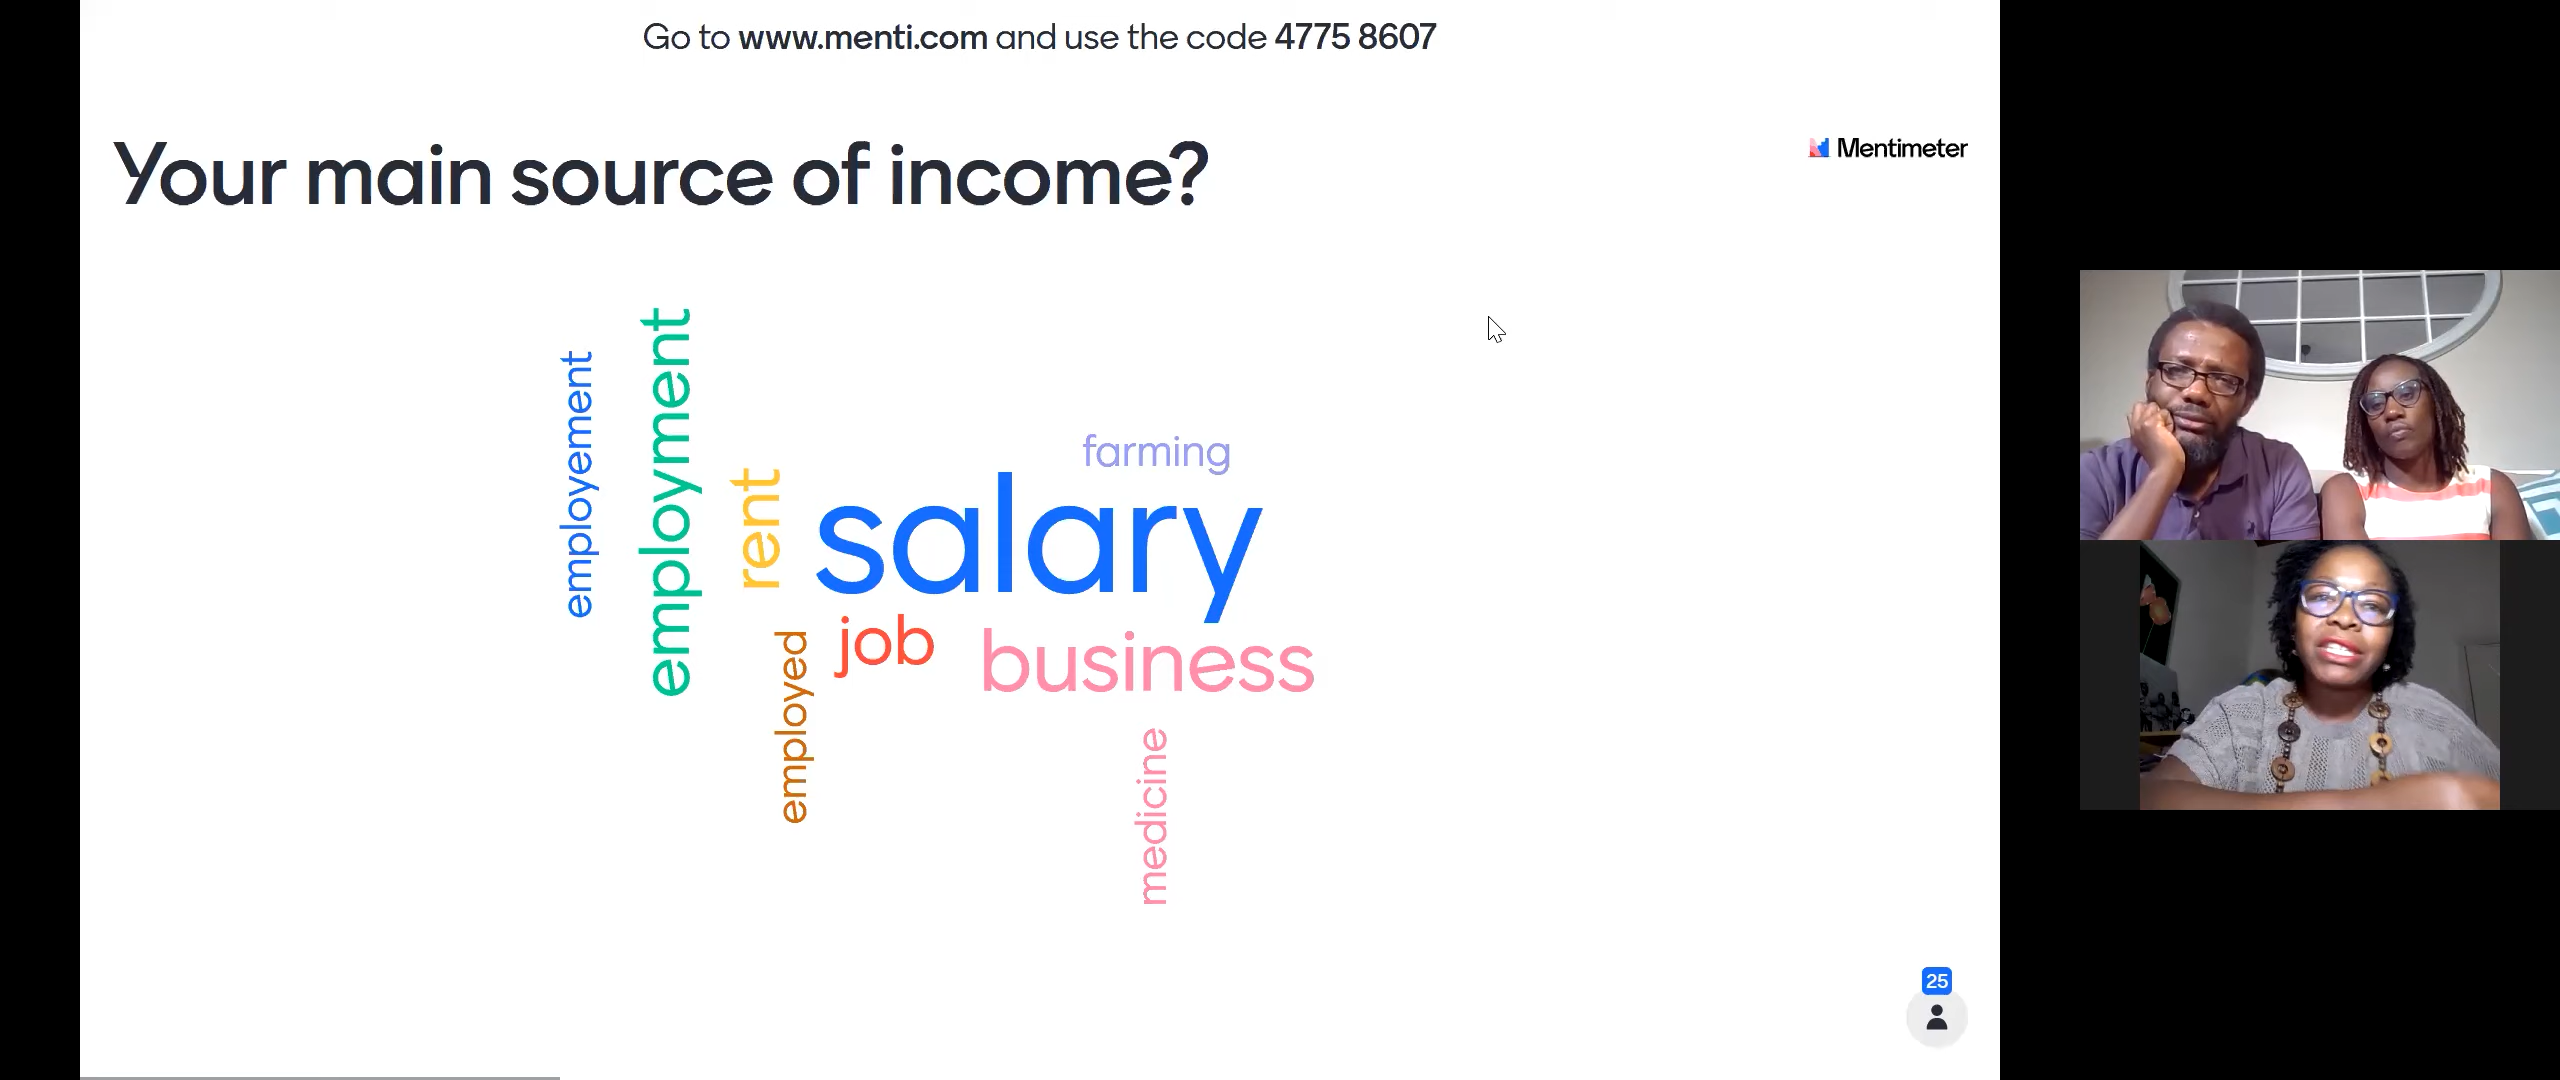 Go to www.menti.com and use the code 4775 8607
Your main source of income?
Mentimeter
employement
employment
rent
farming
salary
employed
job
business
medicine
25